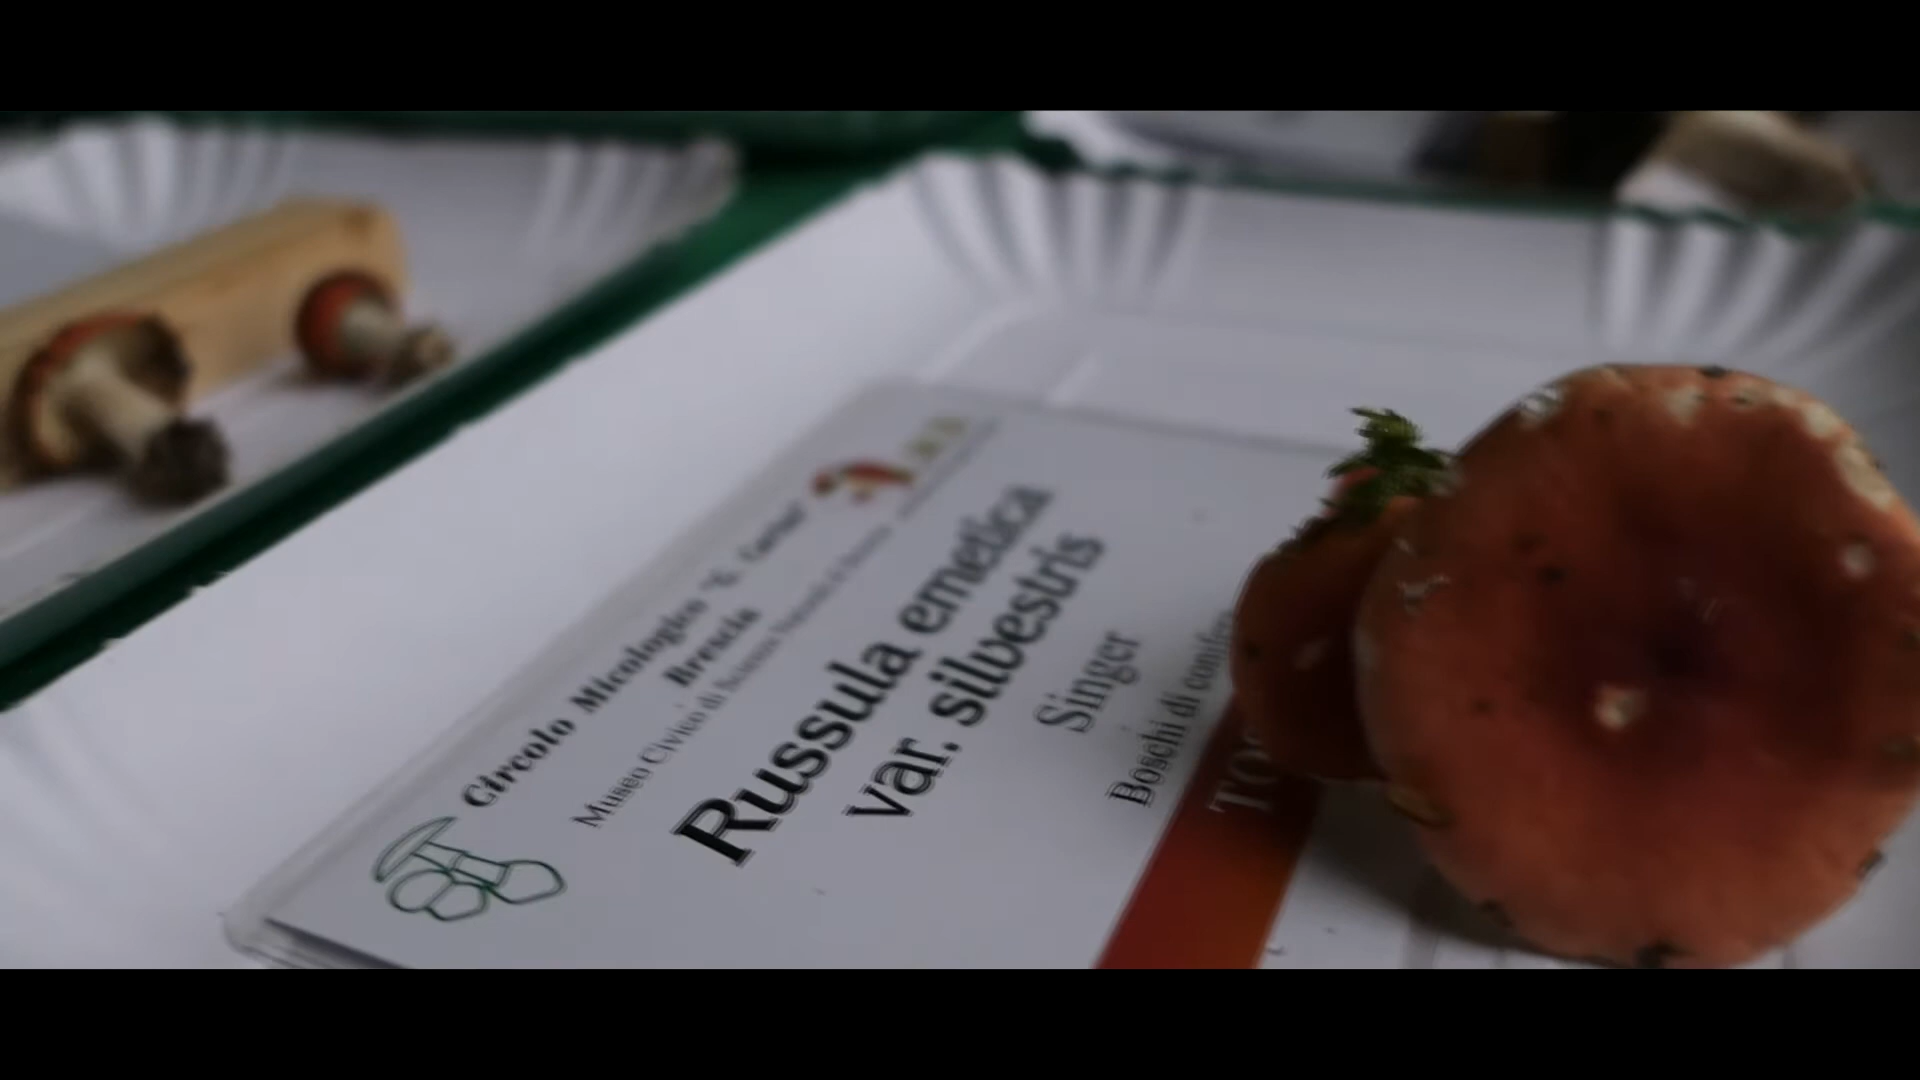 Circolo Micologico "G. Carini"
Brescia
Museo Civico di Scienze Naturali di Brescia
Russula emetica
var. silvestris
Singer
Boschi di conifere